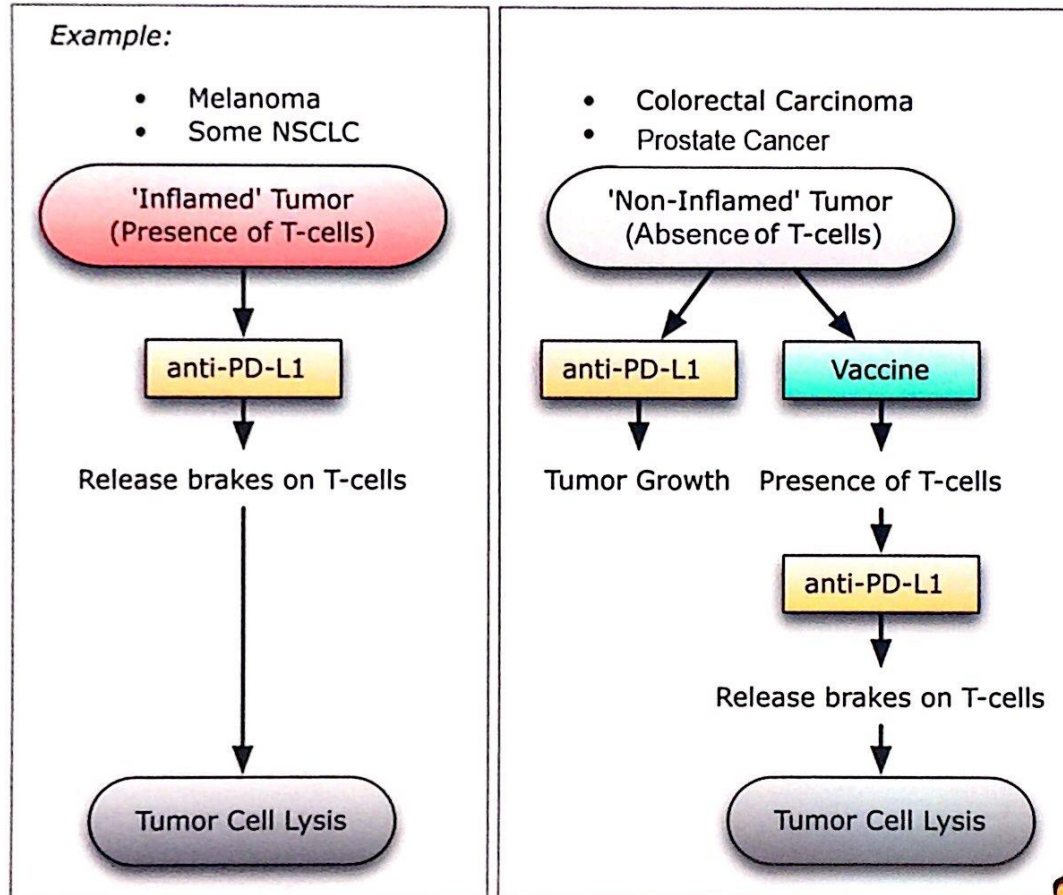 Example:
• Melanoma
• Some NSCLC
'Inflamed' Tumor
(Presence of T-cells)
anti-PD-L1
Release brakes on T-cells
Tumor Cell Lysis
• Colorectal Carcinoma
• Prostate Cancer
'Non-Inflamed' Tumor
(Absence of T-cells)
anti-PD-L1
Vaccine
Tumor Growth
Presence of T-cells
anti-PD-L1
Release brakes on T-cells
Tumor Cell Lysis